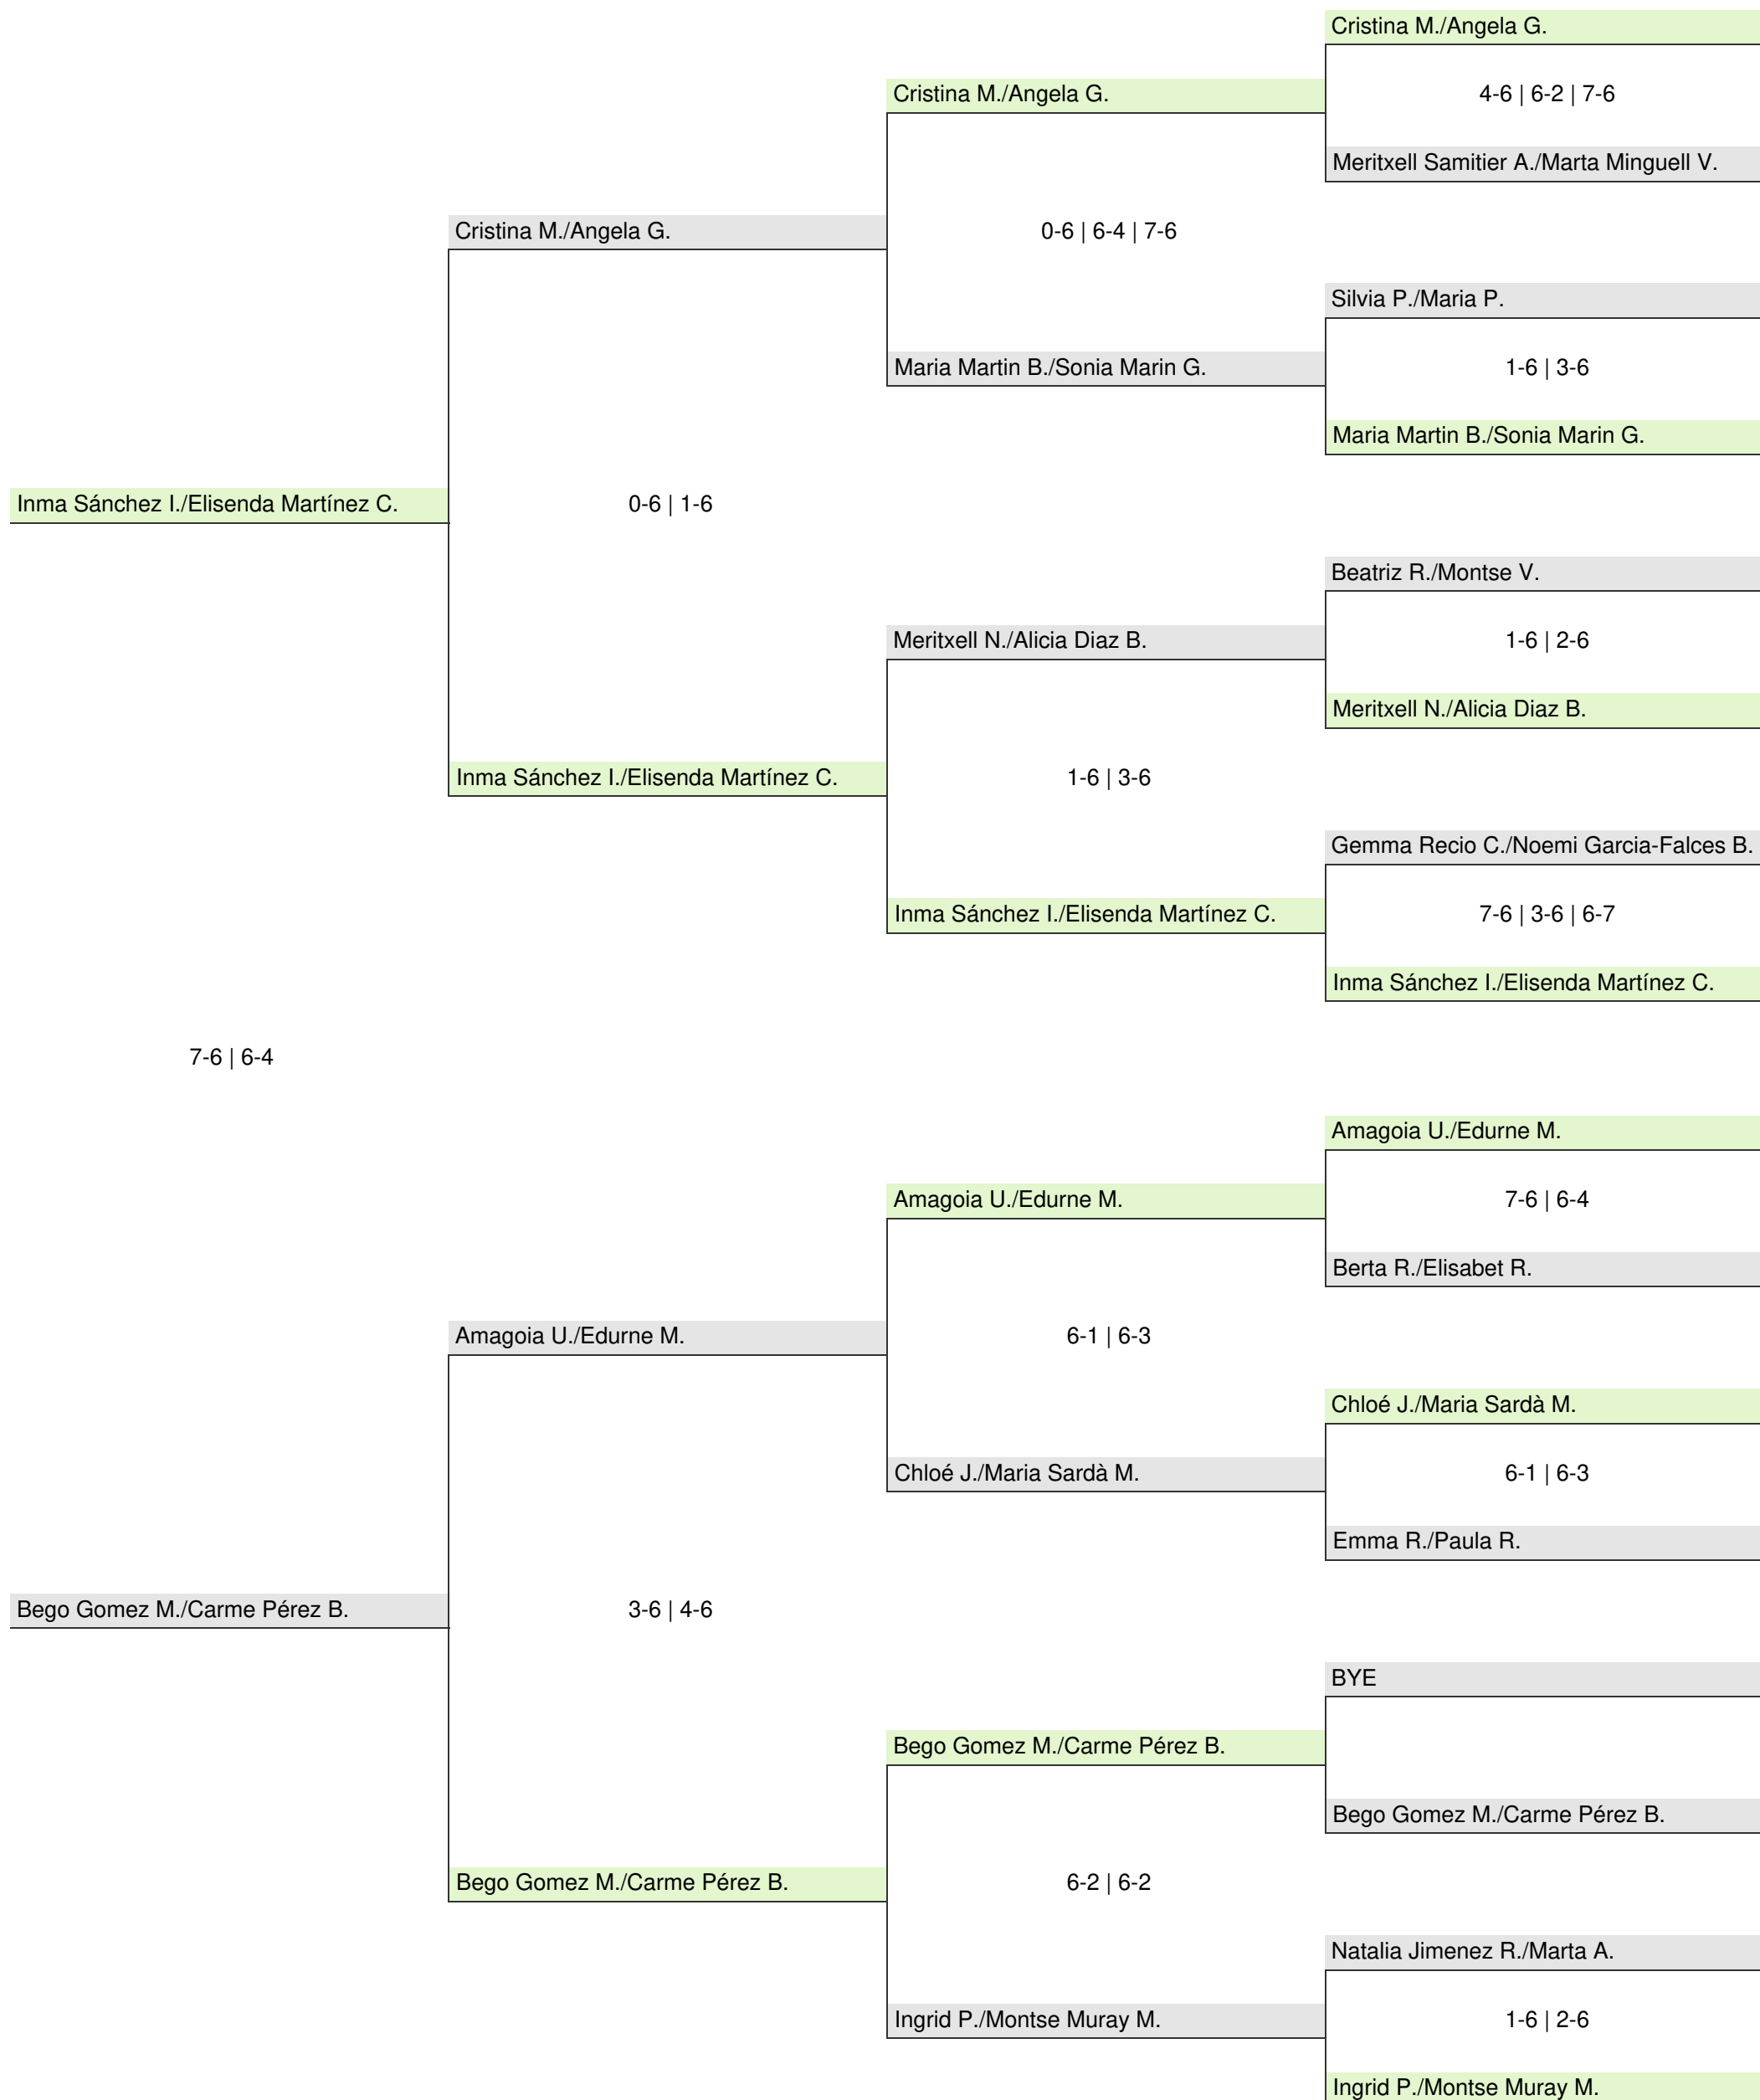 Cristina M./Angela G.
Cristina M./Angela G.
4-6 | 6-2 | 7-6
Meritxell Samitier A./Marta Minguell V.
Cristina M./Angela G.
0-6 | 6-4 | 7-6
Silvia P./Maria P.
Maria Martin B./Sonia Marin G.
1-6 | 3-6
Maria Martin B./Sonia Marin G.
Inma Sánchez I./Elisenda Martínez C.
0-6 | 1-6
Beatriz R./Montse V.
Meritxell N./Alicia Diaz B.
1-6 | 2-6
Meritxell N./Alicia Diaz B.
Inma Sánchez I./Elisenda Martínez C.
1-6 | 3-6
Gemma Recio C./Noemi Garcia-Falces B.
Inma Sánchez I./Elisenda Martínez C.
7-6 | 3-6 | 6-7
Inma Sánchez I./Elisenda Martínez C.
7-6 | 6-4
Amagoia U./Edurne M.
Amagoia U./Edurne M.
7-6 | 6-4
Berta R./Elisabet R.
Amagoia U./Edurne M.
6-1 | 6-3
Chloé J./Maria Sardà M.
Chloé J./Maria Sardà M.
6-1 | 6-3
Emma R./Paula R.
Bego Gomez M./Carme Pérez B.
3-6 | 4-6
BYE
Bego Gomez M./Carme Pérez B.
Bego Gomez M./Carme Pérez B.
Bego Gomez M./Carme Pérez B.
6-2 | 6-2
Natalia Jimenez R./Marta A.
Ingrid P./Montse Muray M.
1-6 | 2-6
Ingrid P./Montse Muray M.